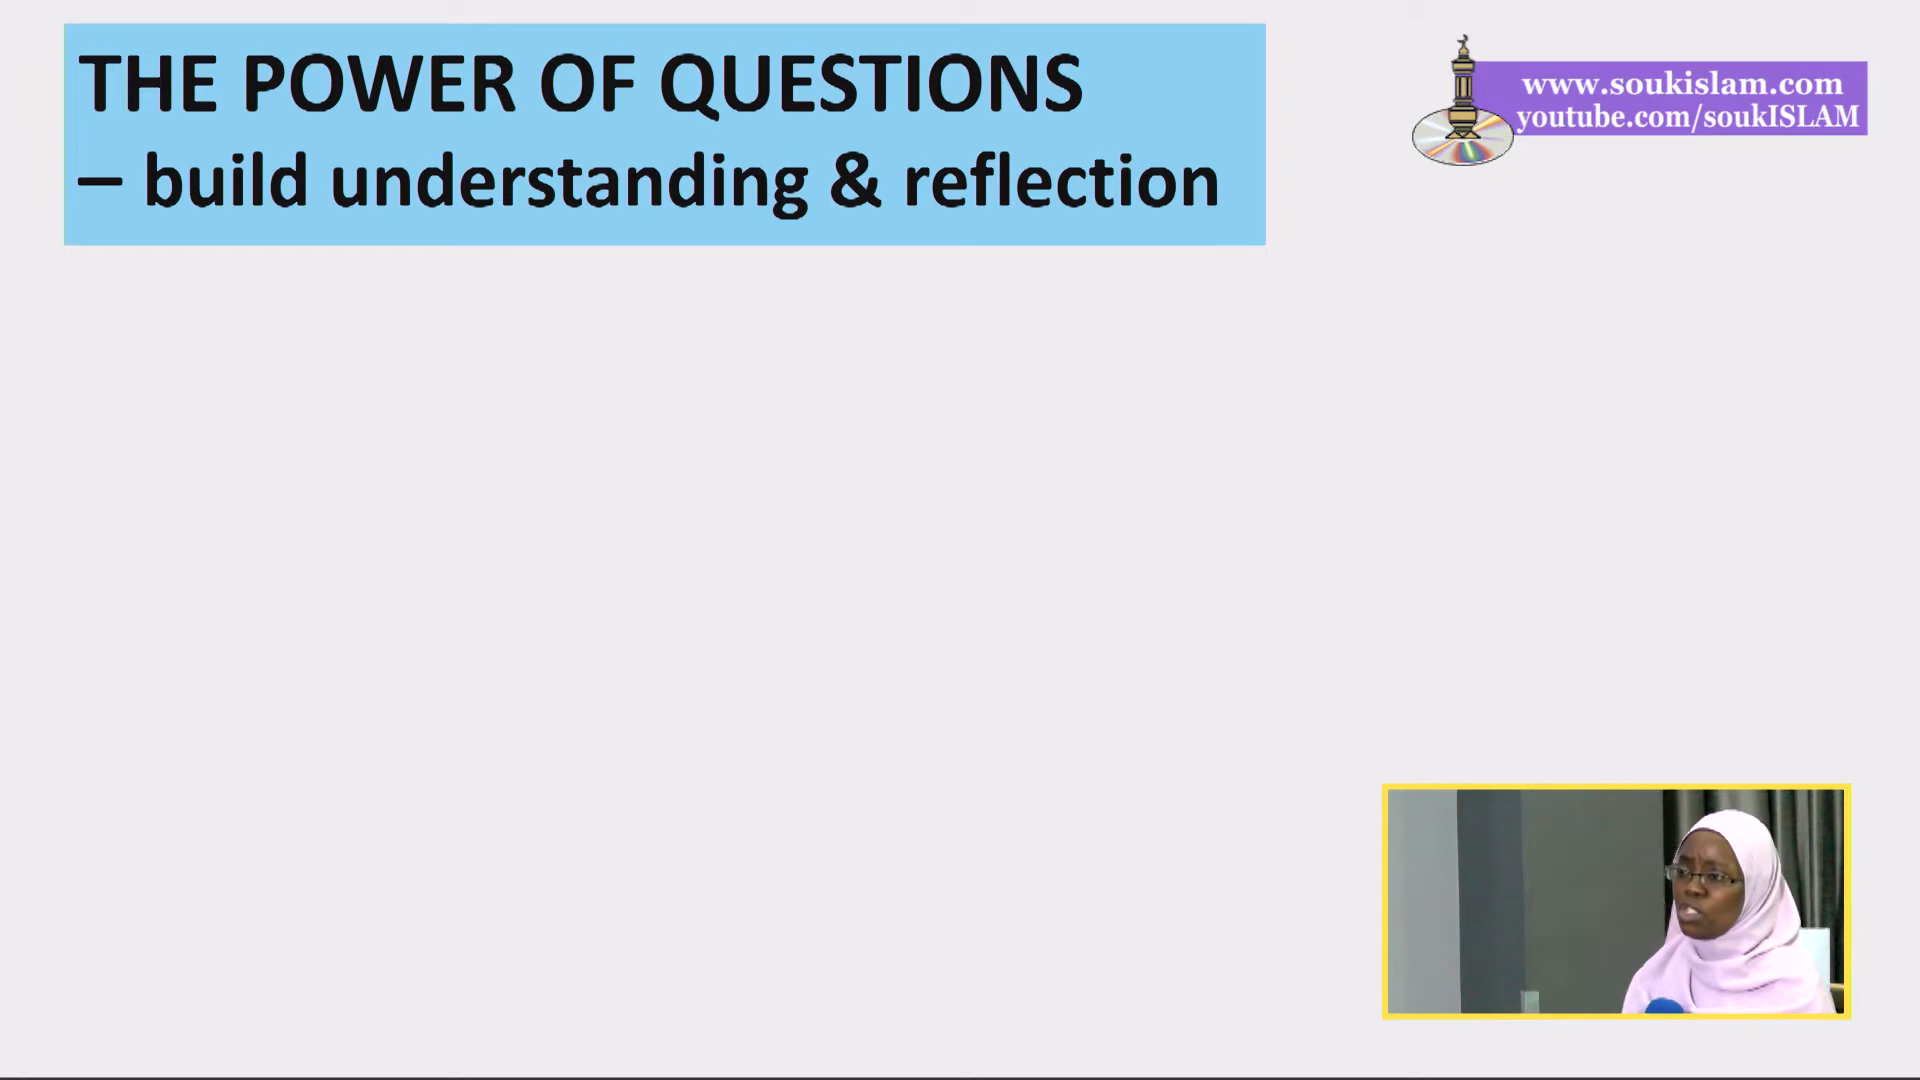 THE POWER OF QUESTIONS
– build understanding & reflection
www.soukislam.com
youtube.com/soukISLAM